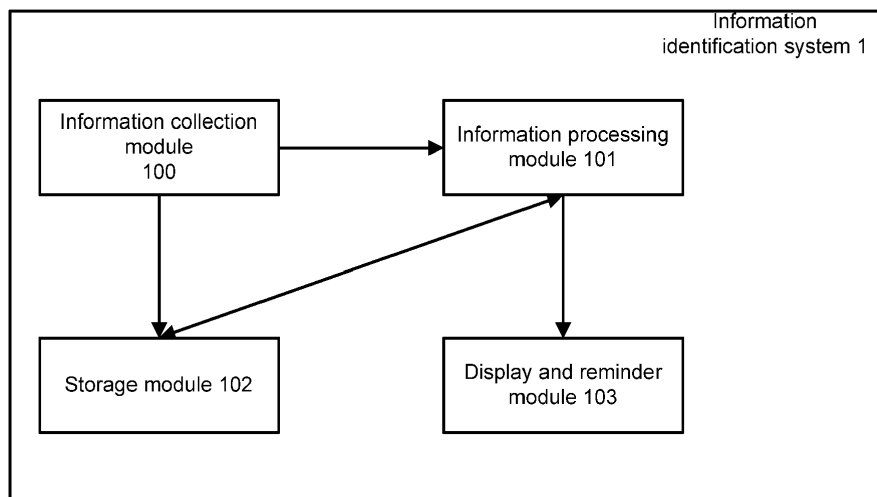 Information
identification system 1
Information collection
module
100
Information processing
module 101
Storage module 102
Display and reminder
module 103